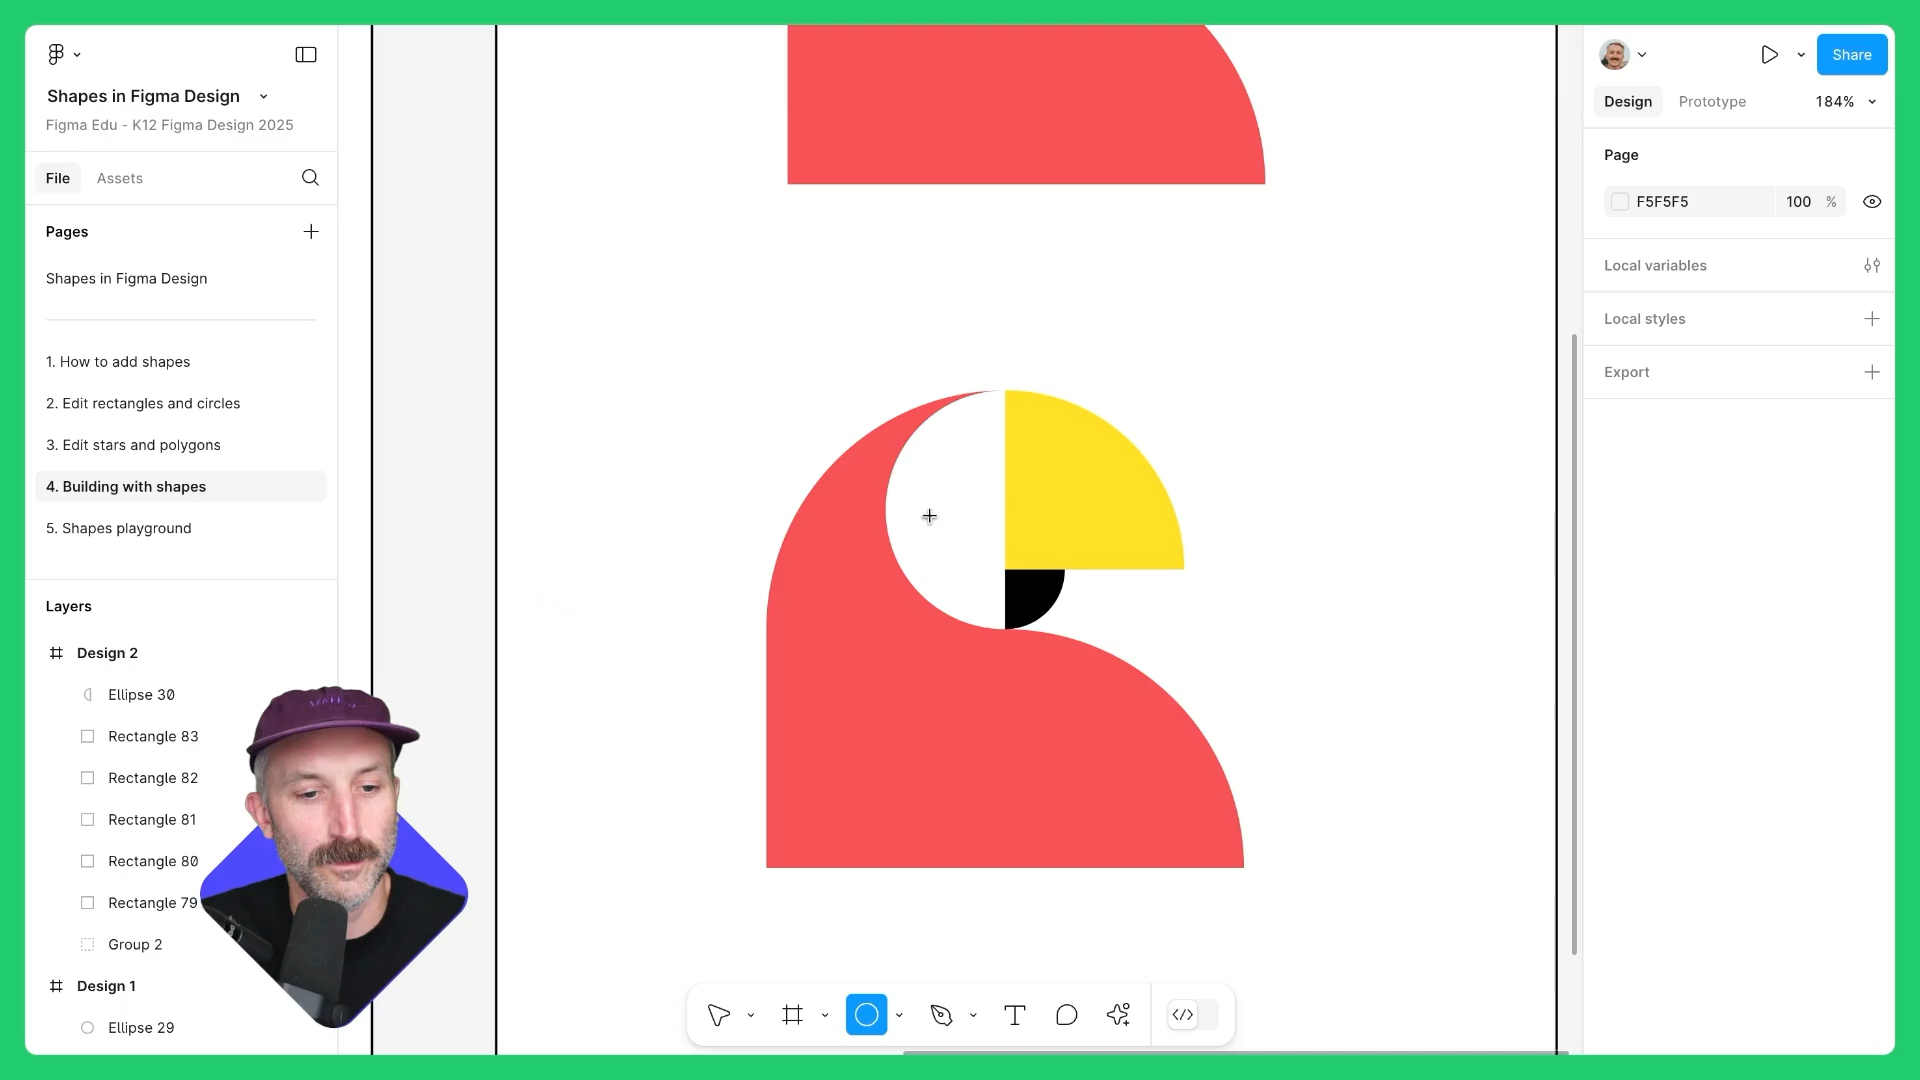 Shapes in Figma Design
Figma Edu - K12 Figma Design 2025
File Assets
Pages
Shapes in Figma Design
1. How to add shapes
2. Edit rectangles and circles
3. Edit stars and polygons
4. Building with shapes
5. Shapes playground
Layers
Design 2
Ellipse 30
Rectangle 83
Rectangle 82
Rectangle 81
Rectangle 80
Rectangle 79
Group 2
Design 1
Ellipse 29
Share
Design Prototype 184%
Page
F5F5F5 100 %
Local variables
Local styles
Export